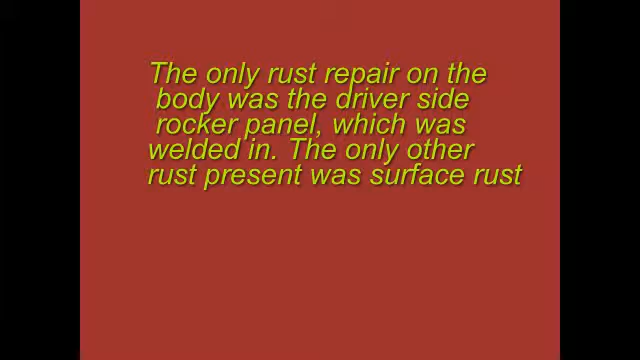 The only rust repair on the
body was the driver side
rocker panel, which was
welded in. The only other
rust present was surface rust